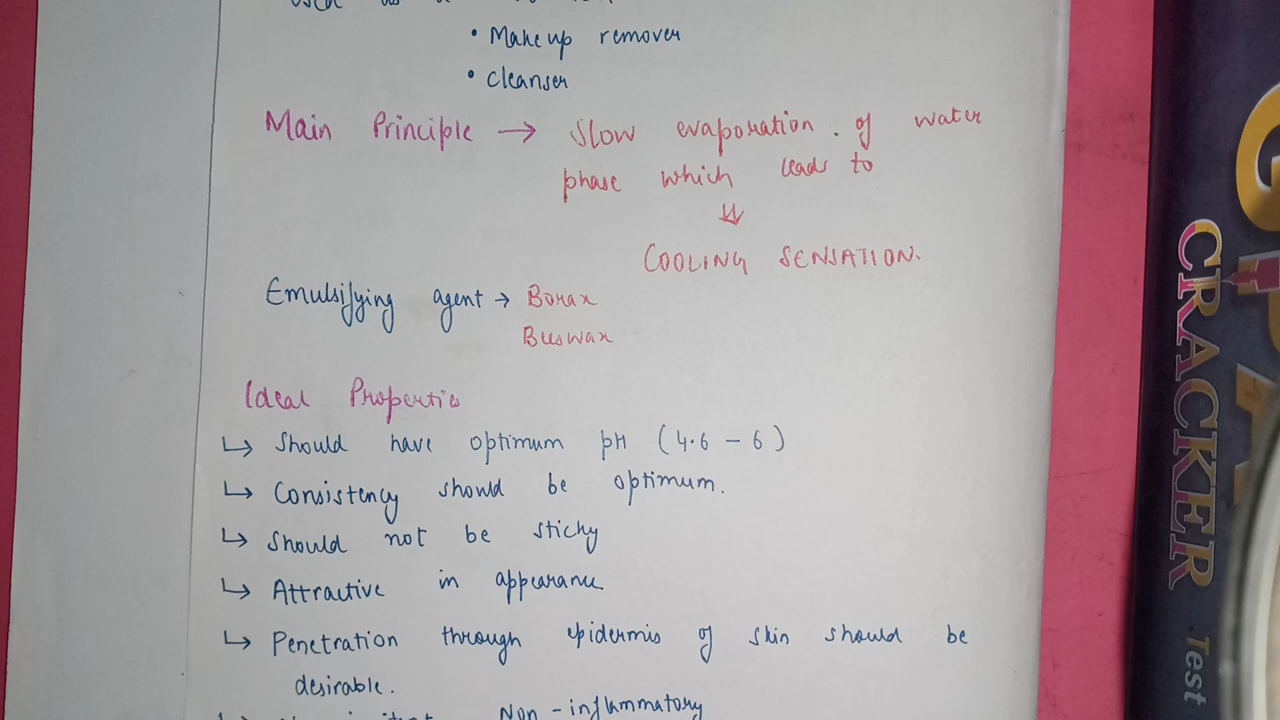 • Makeup remover
• Cleanser
Main Principle → Slow evaporation . of water
phase which leads to
COOLING SENSATION.
Emulsifying agent → Borax
Beeswax
Ideal Properties
↳ Should have optimum pH (4.6 - 6)
↳ Consistency should be optimum.
↳ Should not be sticky
↳ Attractive in appearance
↳ Penetration through epidermis of skin should be
desirable.
Non - inflammatory
CRACKER
Test